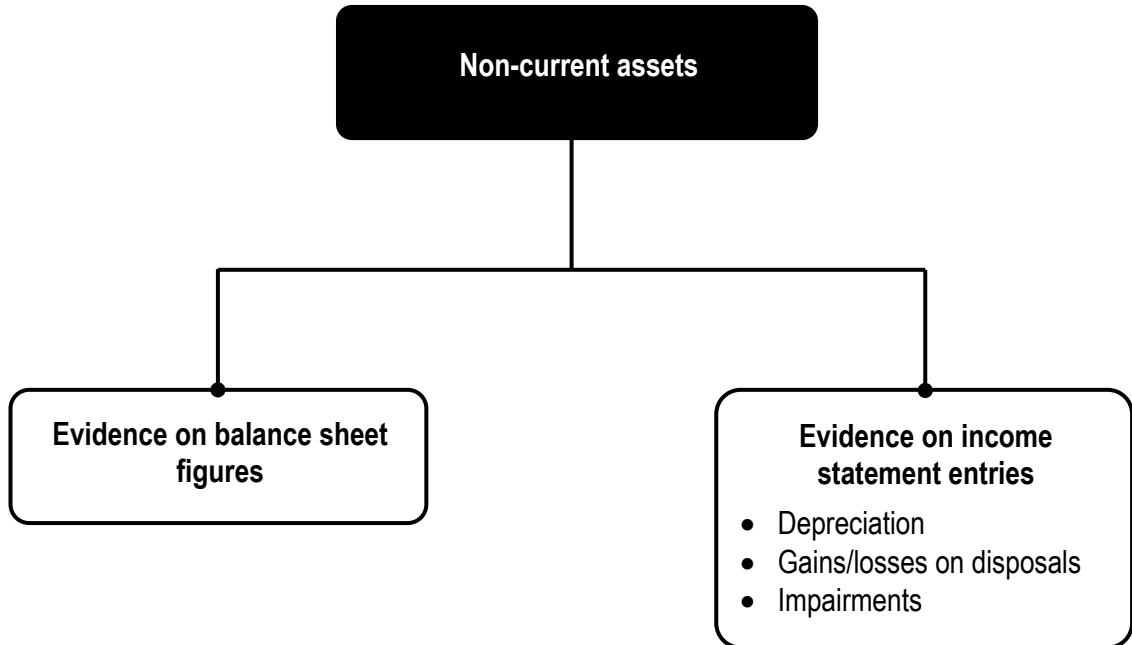 Non-current assets
Evidence on balance sheet
figures
Evidence on income
statement entries
• Depreciation
• Gains/losses on disposals
• Impairments